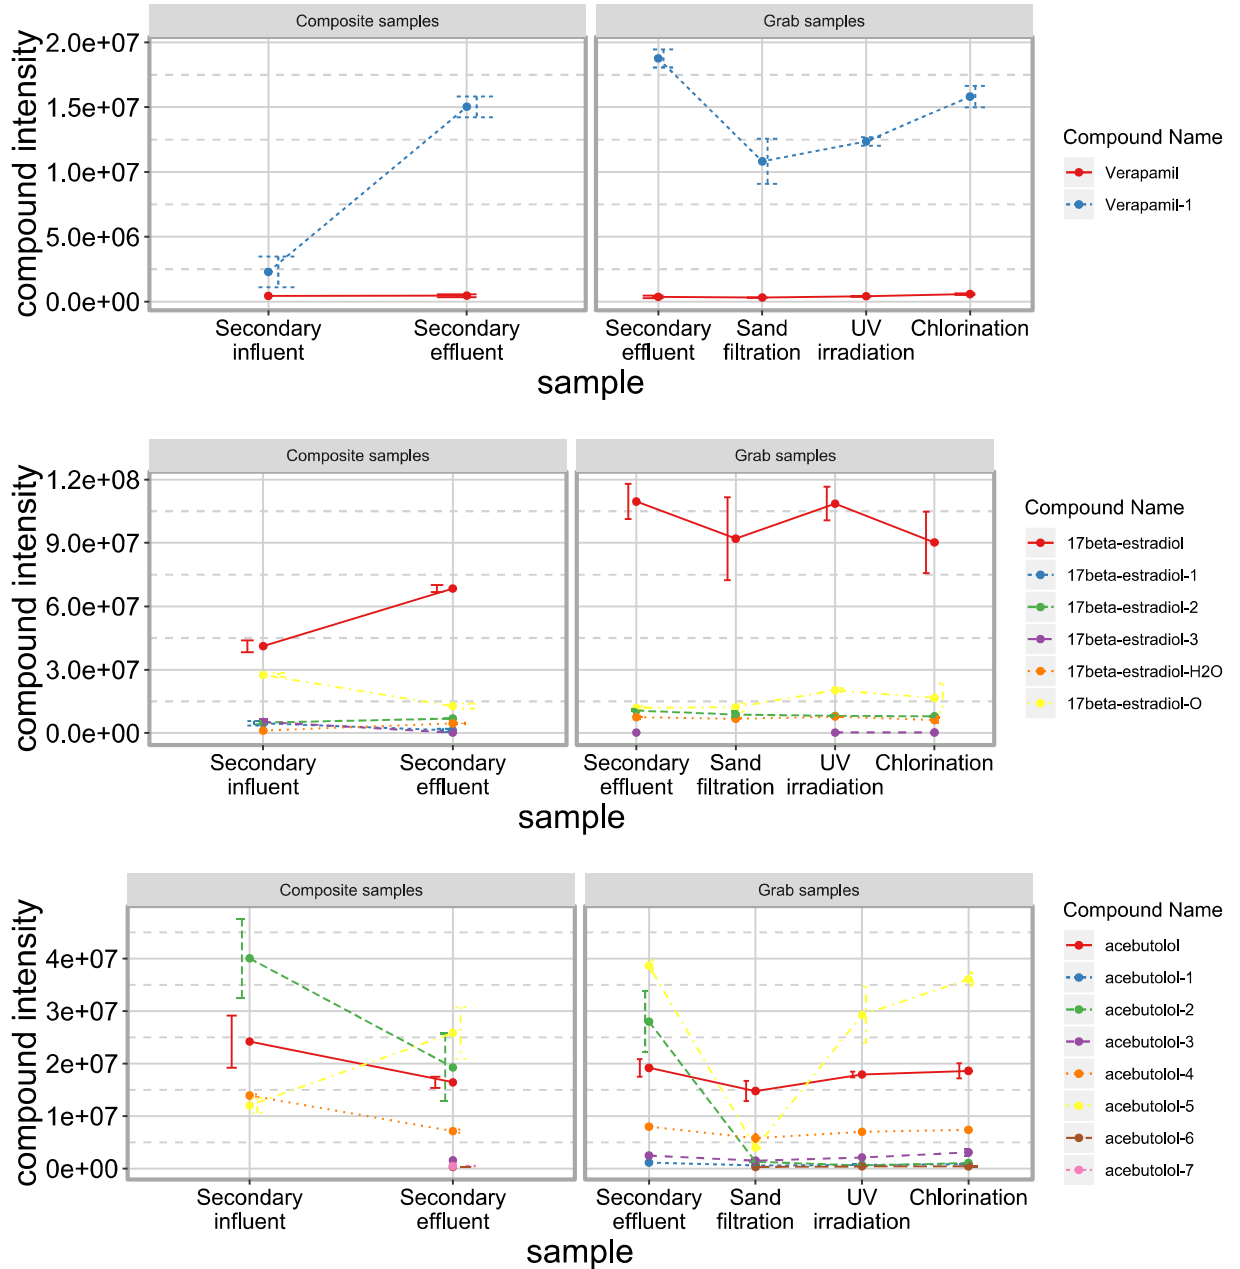 Composite samples
Grab samples
compound intensity
2.0e+07
1.5e+07
1.0e+07
5.0e+06
0.0e+00
Secondary
influent
Secondary
effluent
Secondary
effluent
Sand
filtration
UV
irradiation
Chlorination
sample
Compound Name
Verapamil
Verapamil-1
Composite samples
Grab samples
compound intensity
1.2e+08
9.0e+07
6.0e+07
3.0e+07
0.0e+00
Secondary
influent
Secondary
effluent
Secondary
effluent
Sand
filtration
UV
irradiation
Chlorination
sample
Compound Name
17beta-estradiol
17beta-estradiol-1
17beta-estradiol-2
17beta-estradiol-3
17beta-estradiol-H2O
17beta-estradiol-O
Composite samples
Grab samples
compound intensity
4e+07
3e+07
2e+07
1e+07
0e+00
Secondary
influent
Secondary
effluent
Secondary
effluent
Sand
filtration
UV
irradiation
Chlorination
sample
Compound Name
acebutolol
acebutolol-1
acebutolol-2
acebutolol-3
acebutolol-4
acebutolol-5
acebutolol-6
acebutolol-7